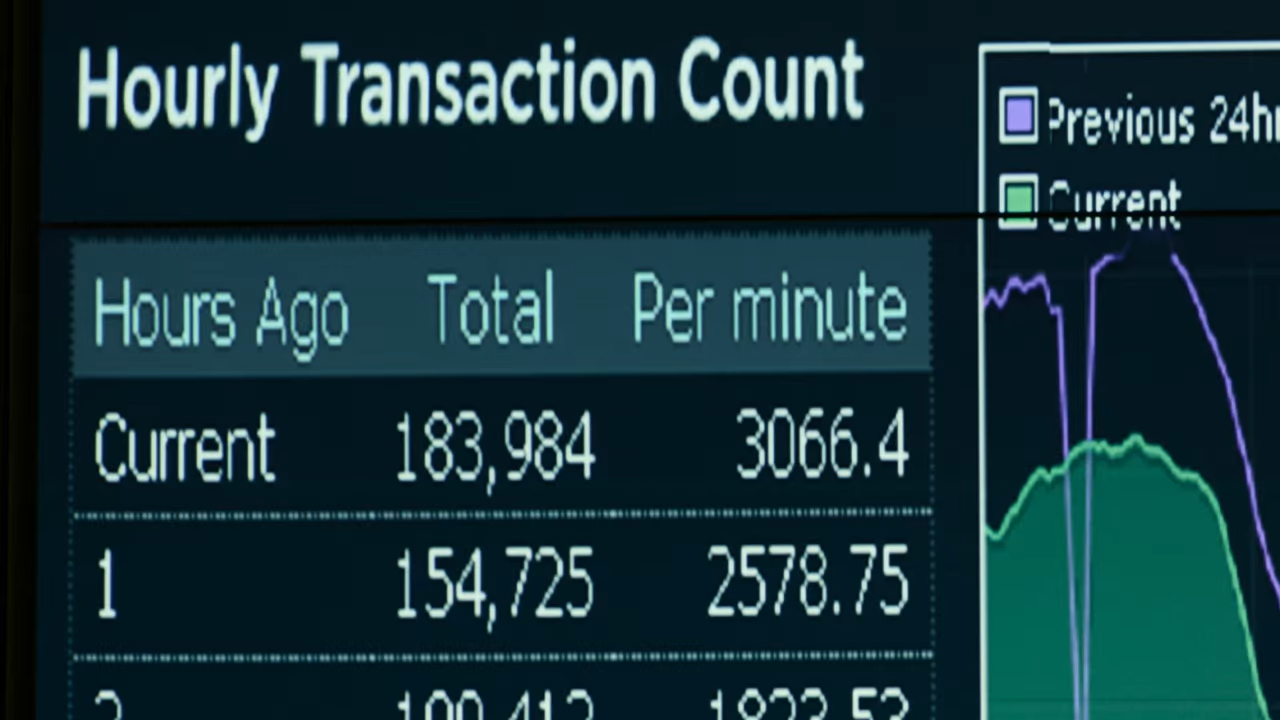 Hourly Transaction Count
Previous 24h
Current
Hours Ago Total Per minute
Current 183,984 3066.4
1 154,725 2578.75